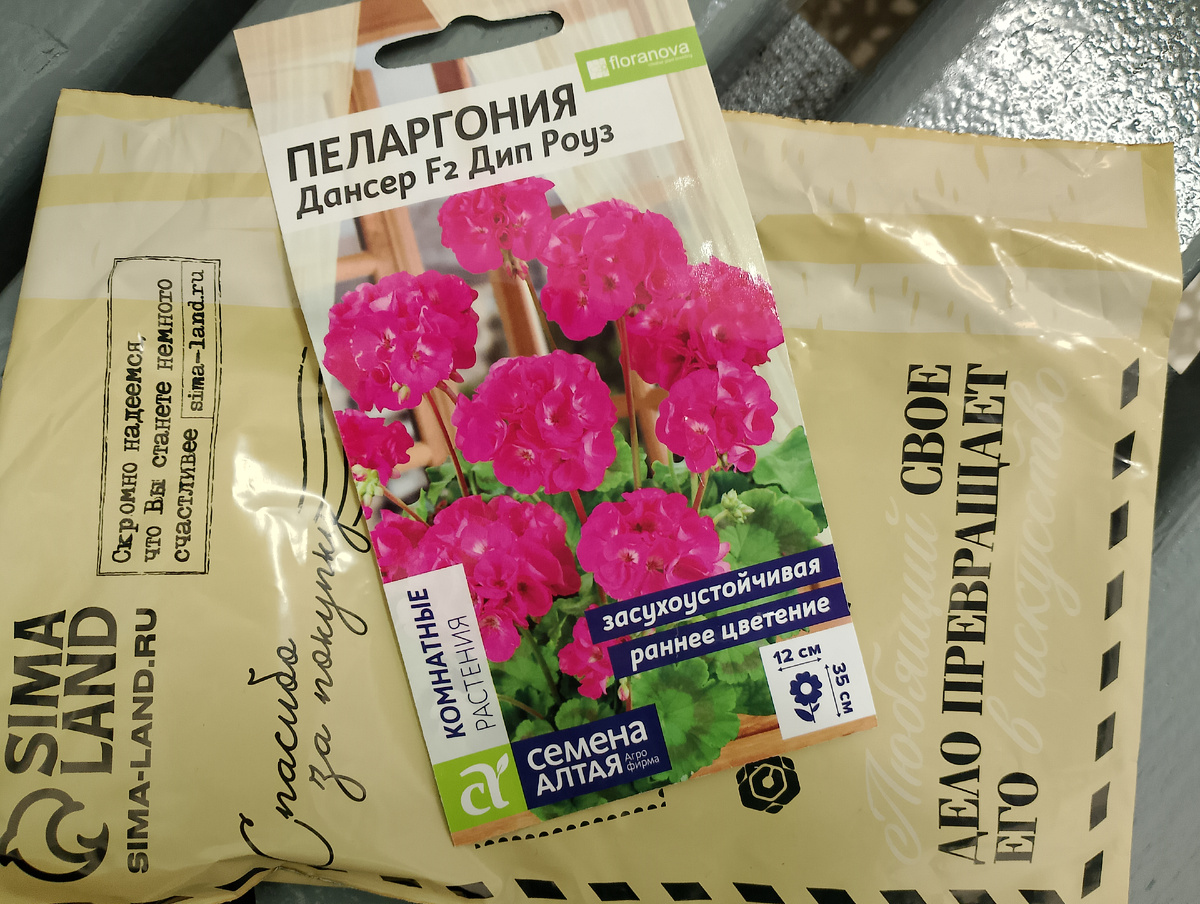 floranova
ПЕЛАРГОНИЯ
Дансер F2 Дип Роуз
засухоустойчивая
раннее цветение
12 см
35 см
КОМНАТНЫЕ
РАСТЕНИЯ
семена
АЛТАЯ
Агро
фирма
Скромно надеемся,
что Вы станете немного
счастливее sima-land.ru
SIMA
LAND
SIMA-LAND.RU
Спасибо
за покупку
Любящий СВОЕ
ДЕЛО ПРЕВРАЩАЕТ
ЕГО в искусство